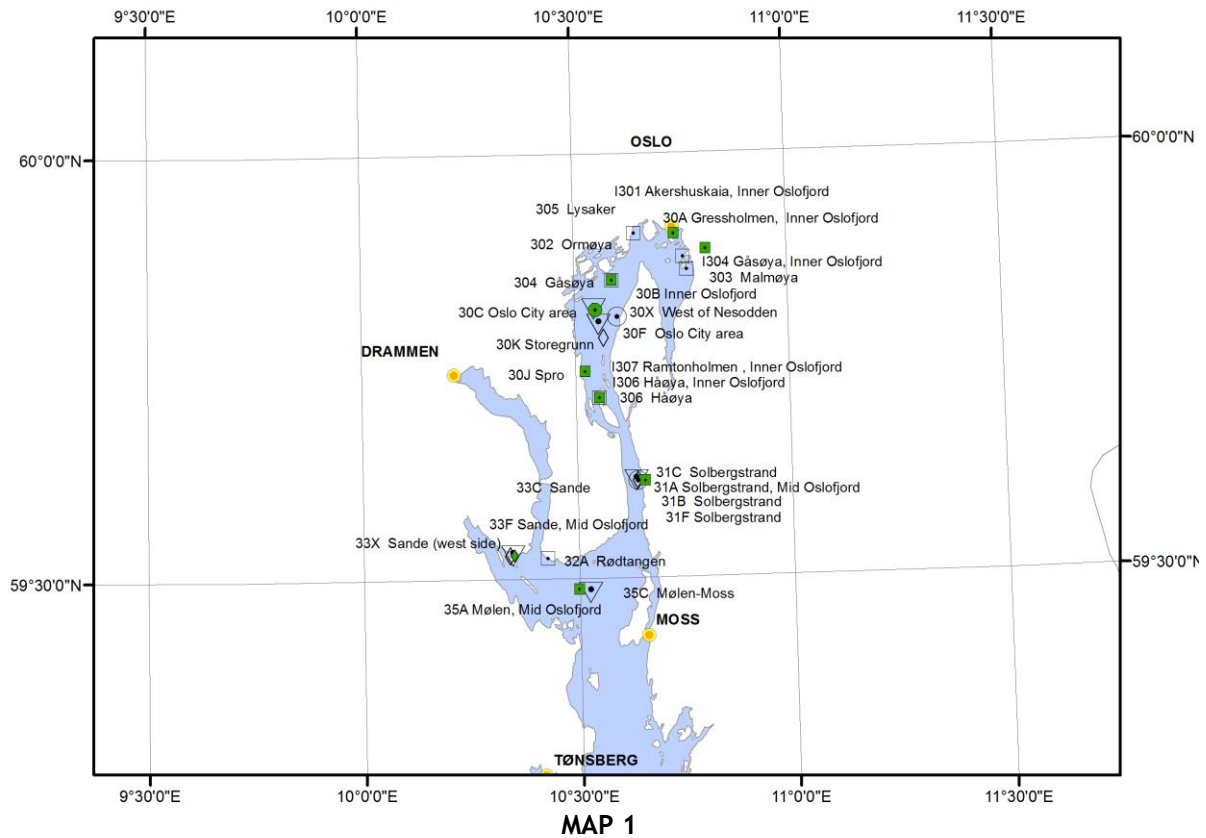 9°30'0"E 10°00'0"E 10°30'0"E 11°00'0"E 11°30'0"E
OSLO
60°0'0"N
60°0'0"N
I301 Akershuskaia, Inner Oslofjord
305 Lysaker
30A Gressholmen, Inner Oslofjord
302 Ormøya
I304 Gåsøya, Inner Oslofjord
304 Gåsøya
303 Malmøya
30B Inner Oslofjord
30C Oslo City area
30X West of Nesodden
30F Oslo City area
30K Storegrunn
DRAMMEN
I307 Ramtonholmen , Inner Oslofjord
30J Spro
I306 Håøya, Inner Oslofjord
306 Håøya
31C Solbergstrand
33C Sande
31A Solbergstrand, Mid Oslofjord
31B Solbergstrand
31F Solbergstrand
33F Sande, Mid Oslofjord
33X Sande (west side)
32A Rødtangen
59°30'0"N
59°30'0"N
35C Mølen-Moss
35A Mølen, Mid Oslofjord
MOSS
TØNSBERG
9°30'0"E 10°00'0"E 10°30'0"E 11°00'0"E 11°30'0"E
MAP 1